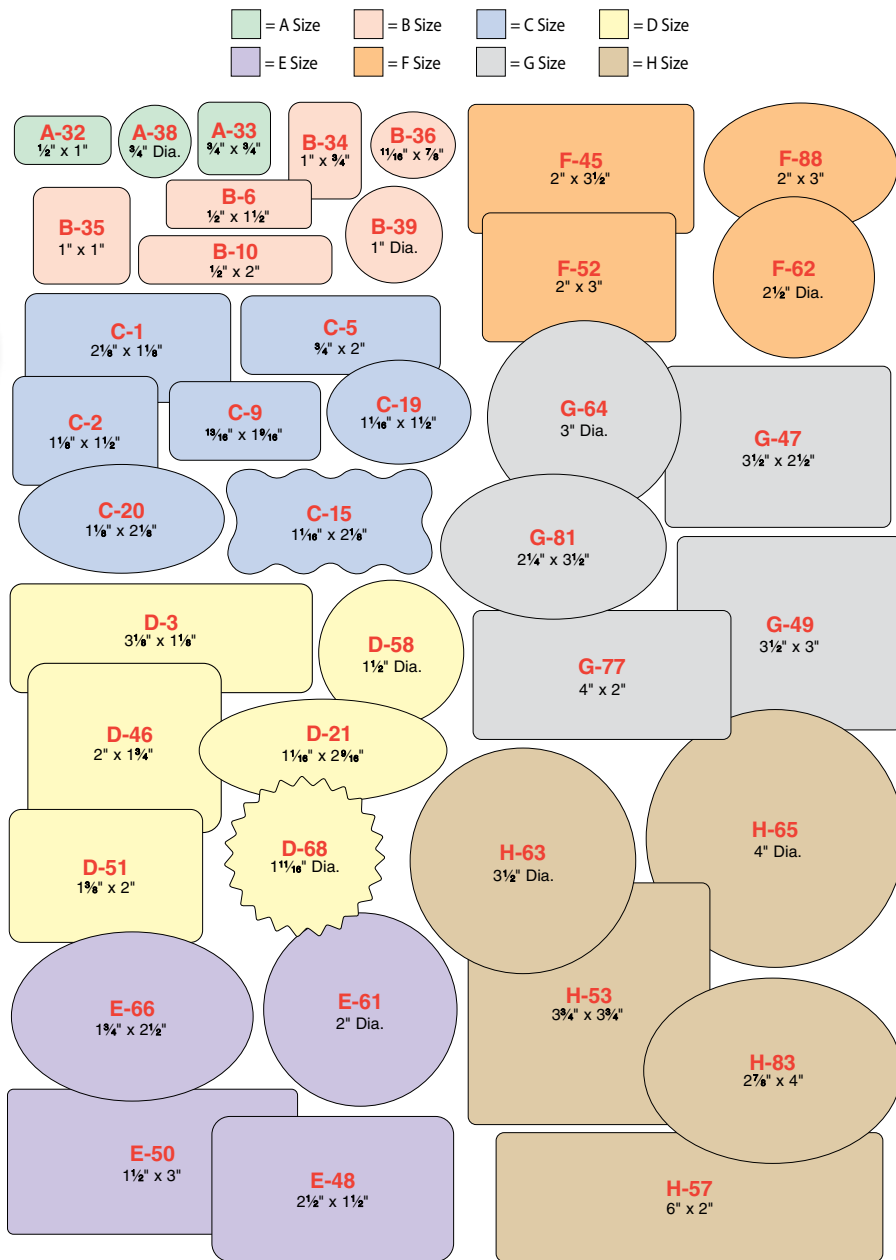 = A Size
= B Size
= C Size
= D Size
= E Size
= F Size
= G Size
= H Size
A-32
½" x 1"
A-38
¾" Dia.
A-33
¾" x ¾"
B-34
1" x ¾"
B-36
11⁄16" x 7⁄8"
B-6
½" x 1½"
B-35
1" x 1"
B-10
½" x 2"
B-39
1" Dia.
C-1
2⅛" x 1⅛"
C-5
¾" x 2"
C-2
1⅛" x 1½"
C-9
13⁄16" x 19⁄16"
C-19
11⁄16" x 1½"
C-20
1⅛" x 2⅛"
C-15
11⁄16" x 2⅛"
D-3
3⅛" x 1⅛"
D-58
1½" Dia.
D-46
2" x 1¾"
D-21
11⁄16" x 29⁄16"
D-51
1⅜" x 2"
D-68
111⁄16" Dia.
E-66
1¾" x 2½"
E-61
2" Dia.
E-50
1½" x 3"
E-48
2½" x 1½"
F-45
2" x 3½"
F-88
2" x 3"
F-52
2" x 3"
F-62
2½" Dia.
G-64
3" Dia.
G-47
3½" x 2½"
G-81
2¼" x 3½"
G-49
3½" x 3"
G-77
4" x 2"
H-63
3½" Dia.
H-65
4" Dia.
H-53
3¾" x 3¾"
H-83
2⅞" x 4"
H-57
6" x 2"